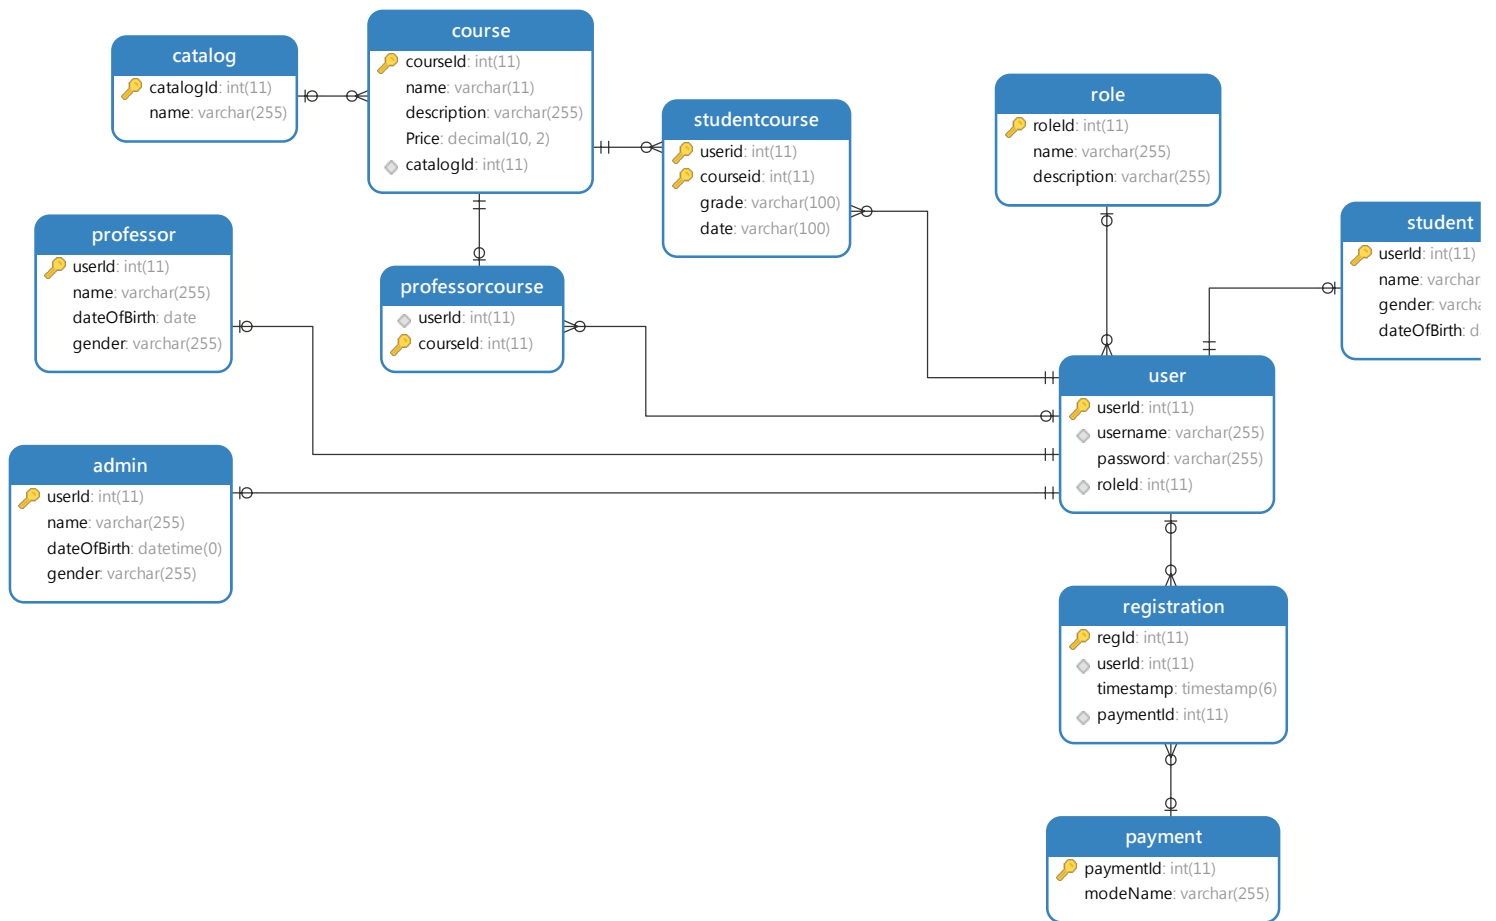 catalog
catalogId: int(11)
name: varchar(255)
course
courseId: int(11)
name: varchar(11)
description: varchar(255)
Price: decimal(10, 2)
catalogId: int(11)
studentcourse
userid: int(11)
courseid: int(11)
grade: varchar(100)
date: varchar(100)
role
roleId: int(11)
name: varchar(255)
description: varchar(255)
student
userId: int(11)
name: varchar
gender: varcha
dateOfBirth: d
professor
userId: int(11)
name: varchar(255)
dateOfBirth: date
gender: varchar(255)
professorcourse
userId: int(11)
courseId: int(11)
user
userId: int(11)
username: varchar(255)
password: varchar(255)
roleId: int(11)
admin
userId: int(11)
name: varchar(255)
dateOfBirth: datetime(0)
gender: varchar(255)
registration
regId: int(11)
userId: int(11)
timestamp: timestamp(6)
paymentId: int(11)
payment
paymentId: int(11)
modeName: varchar(255)